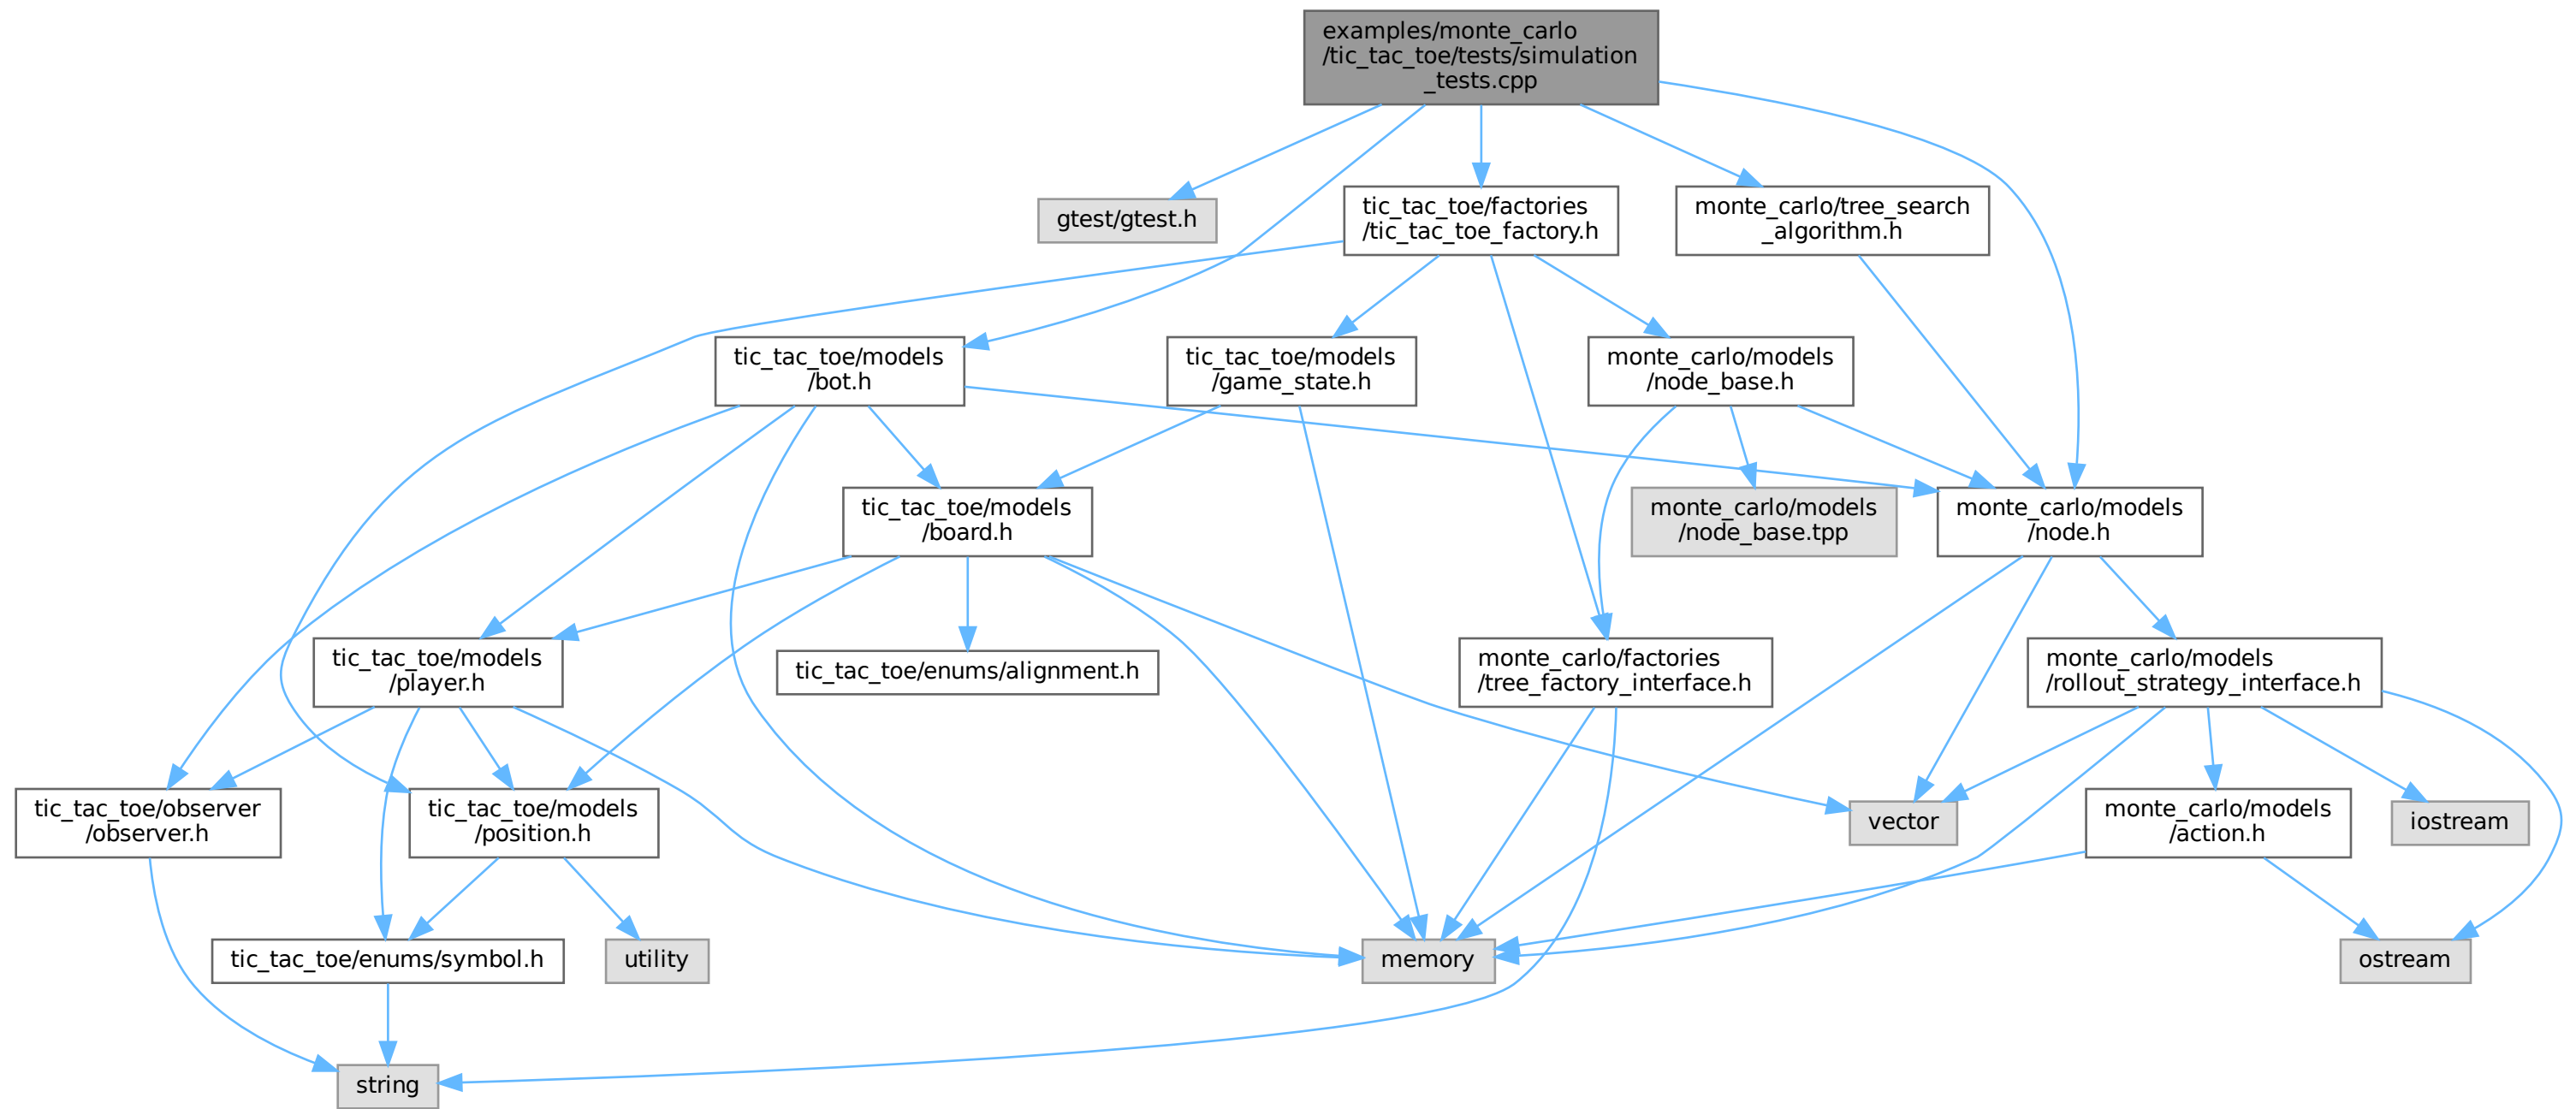 examples/monte_carlo
/tic_tac_toe/tests/simulation
_tests.cpp
gtest/gtest.h
tic_tac_toe/factories
/tic_tac_toe_factory.h
monte_carlo/tree_search
_algorithm.h
tic_tac_toe/models
/bot.h
tic_tac_toe/models
/game_state.h
monte_carlo/models
/node_base.h
tic_tac_toe/models
/board.h
monte_carlo/models
/node_base.tpp
monte_carlo/models
/node.h
tic_tac_toe/models
/player.h
tic_tac_toe/enums/alignment.h
monte_carlo/factories
/tree_factory_interface.h
monte_carlo/models
/rollout_strategy_interface.h
tic_tac_toe/observer
/observer.h
tic_tac_toe/models
/position.h
vector
monte_carlo/models
/action.h
iostream
tic_tac_toe/enums/symbol.h
utility
memory
ostream
string